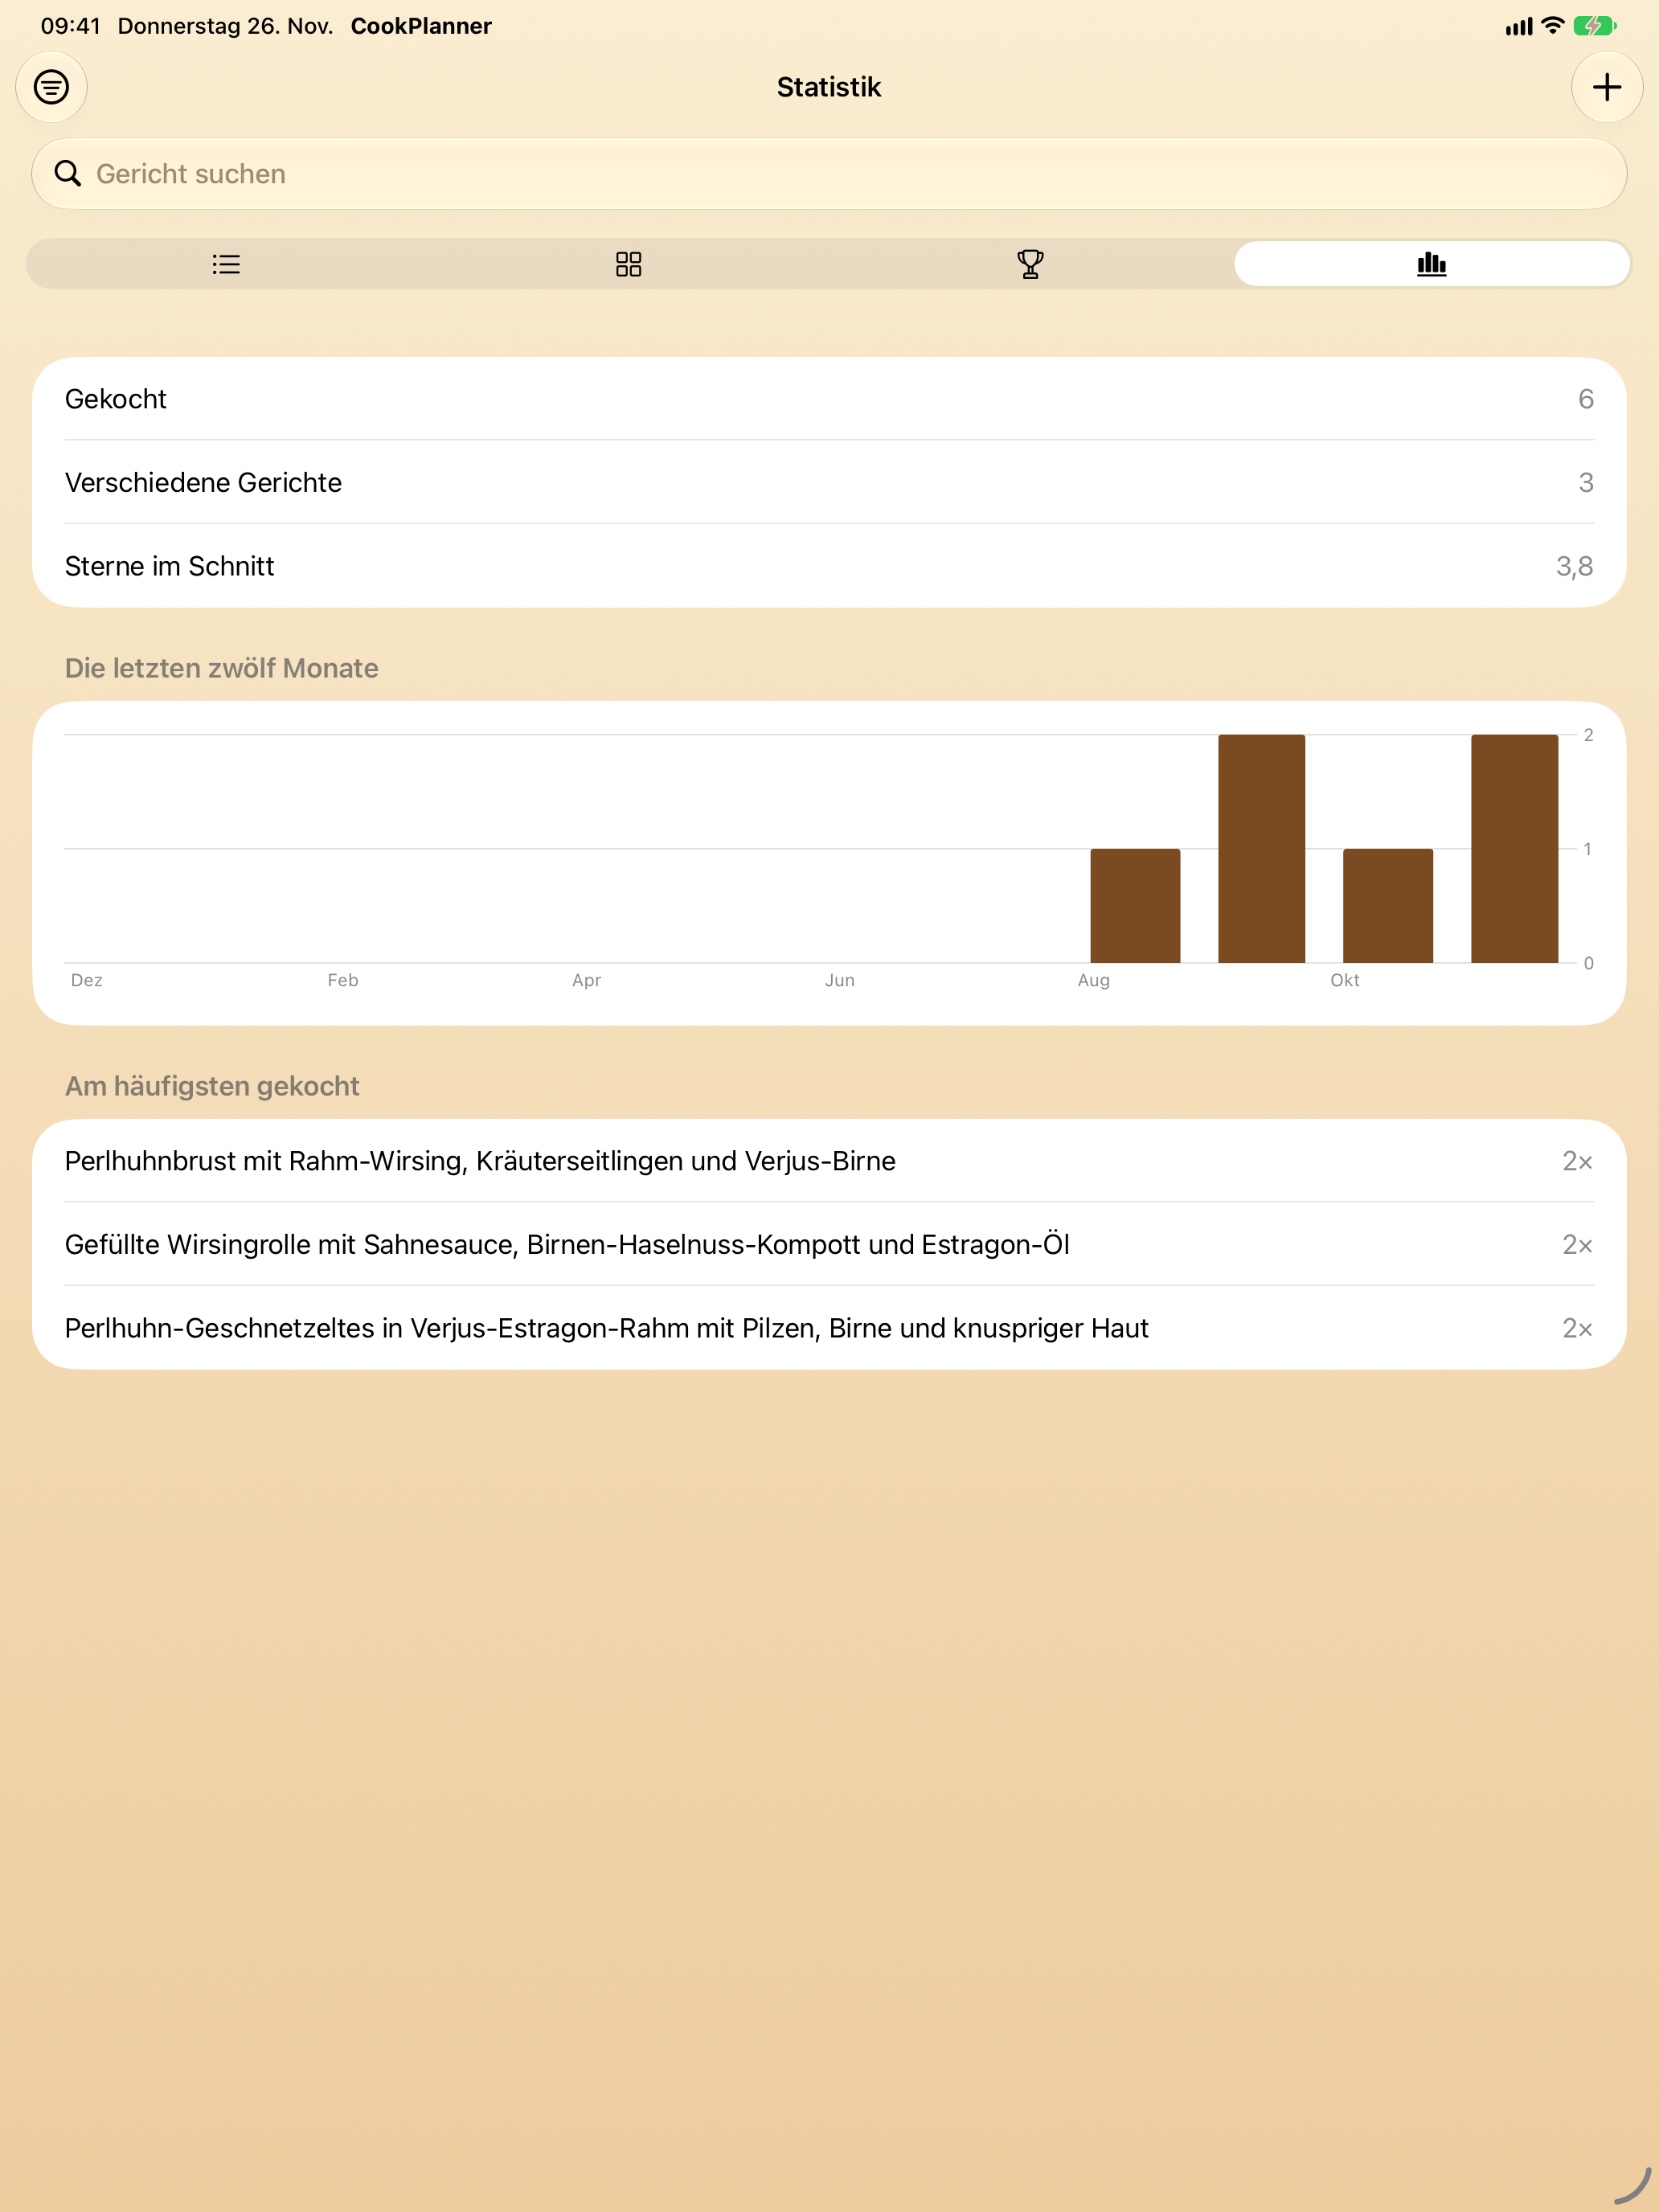 09:41 Donnerstag 26. Nov. CookPlanner
Statistik
Gericht suchen
Gekocht 6
Verschiedene Gerichte 3
Sterne im Schnitt 3,8
Die letzten zwölf Monate
2
1
0
Dez Feb Apr Jun Aug Okt
Am häufigsten gekocht
Perlhuhnbrust mit Rahm-Wirsing, Kräuterseitlingen und Verjus-Birne 2×
Gefüllte Wirsingrolle mit Sahnesauce, Birnen-Haselnuss-Kompott und Estragon-Öl 2×
Perlhuhn-Geschnetzeltes in Verjus-Estragon-Rahm mit Pilzen, Birne und knuspriger Haut 2×